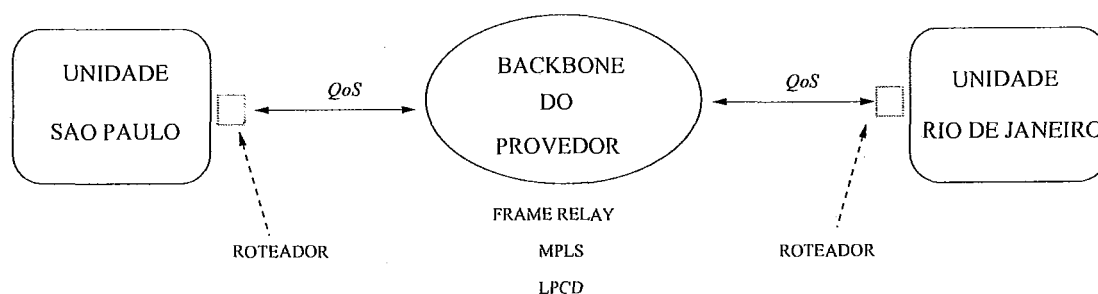 UNIDADE
SAO PAULO
QoS
BACKBONE
DO
PROVEDOR
QoS
UNIDADE
RIO DE JANEIRO
ROTEADOR
FRAME RELAY
MPLS
LPCD
ROTEADOR